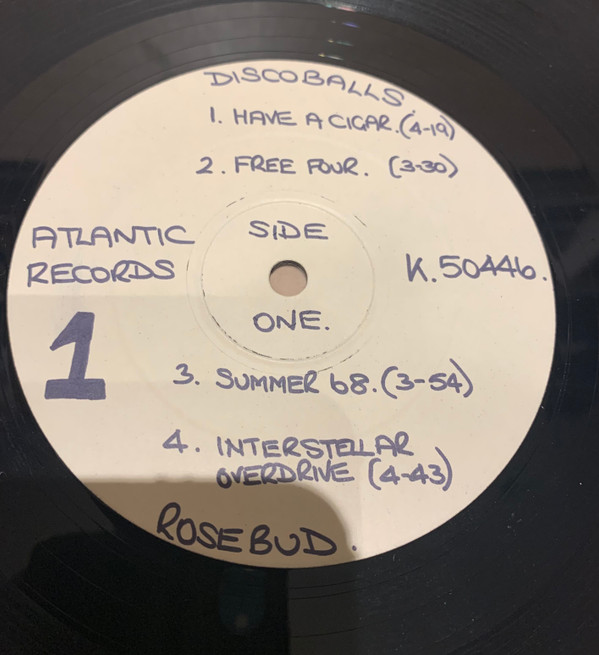 DISCOBALLS.
1. HAVE A CIGAR. (4-19)
2. FREE FOUR. (3-30)
ATLANTIC
RECORDS
SIDE
ONE.
K.50446.
1
3. SUMMER 68. (3-54)
4. INTERSTELLAR
OVERDRIVE (4-43)
ROSEBUD.